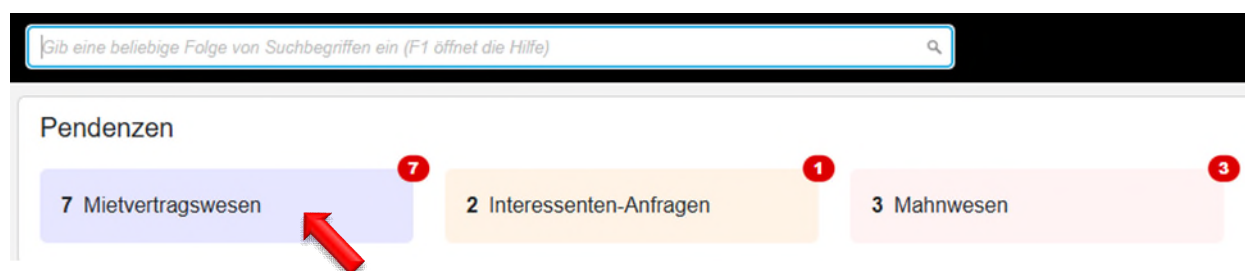 Gib eine beliebige Folge von Suchbegriffen ein (F1 öffnet die Hilfe)
Pendenzen
7 1 3
7 Mietvertragswesen 2 Interessenten-Anfragen 3 Mahnwesen